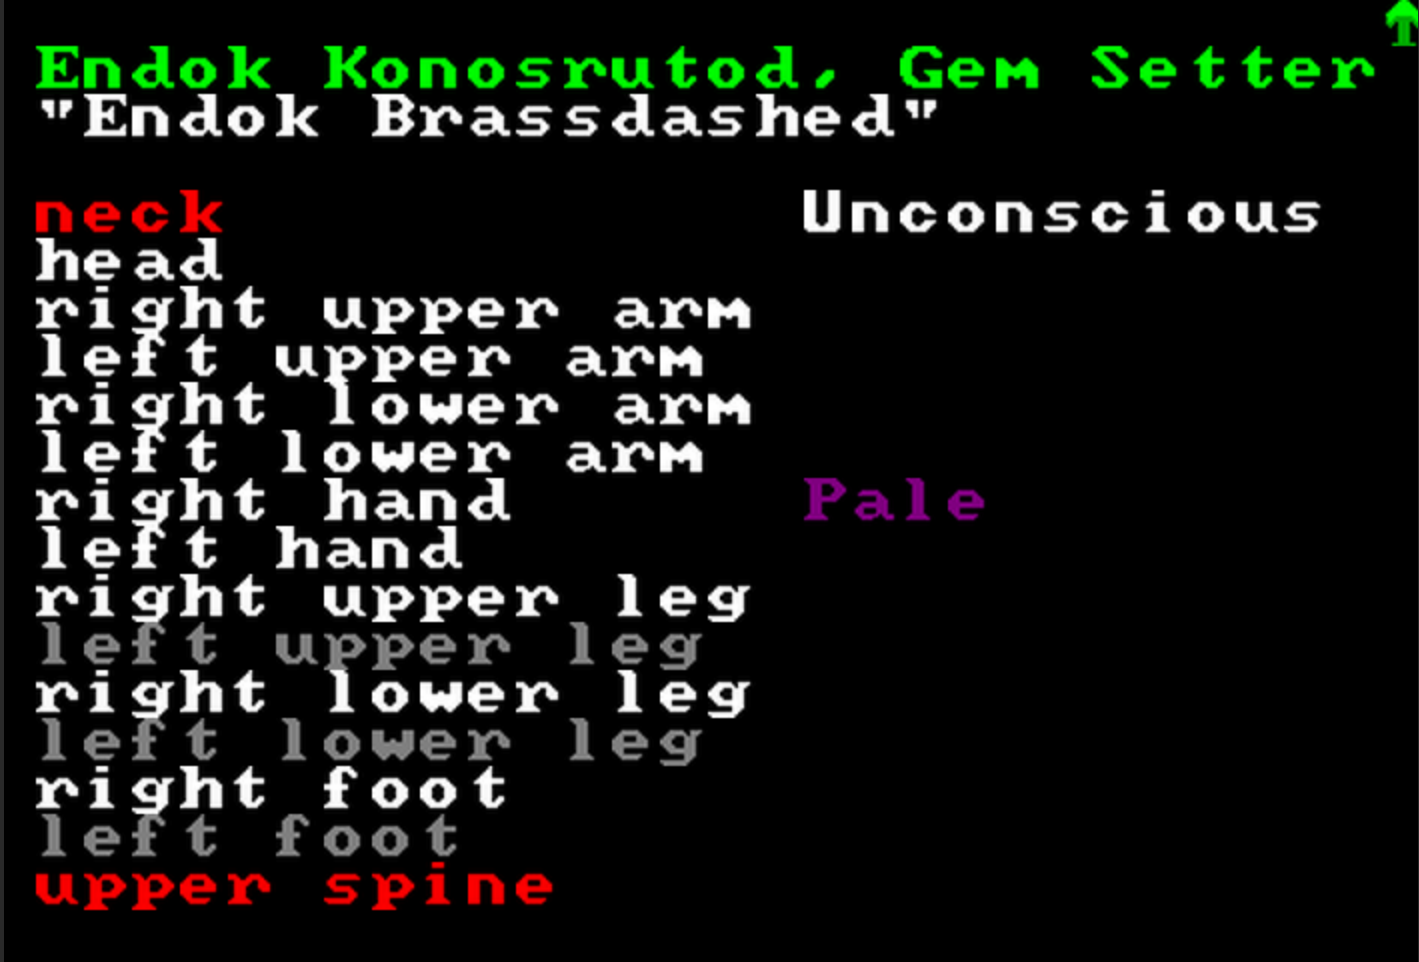 Endok Konosrutod, Gem Setter
"Endok Brassdashed"
neck Unconscious
head
right upper arm
left upper arm
right lower arm
left lower arm
right hand Pale
left hand
right upper leg
left upper leg
right lower leg
left lower leg
right foot
left foot
upper spine